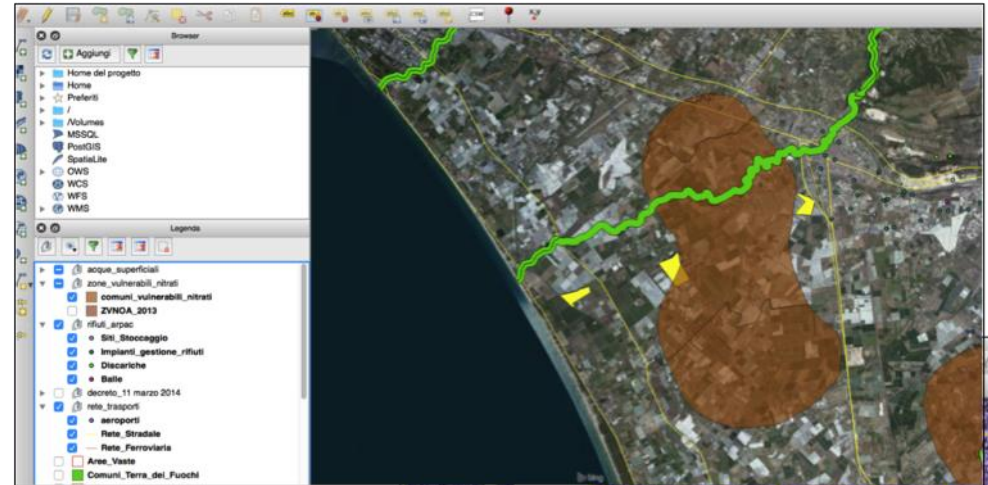 Browser
Aggiungi
Home del progetto
Home
Preferiti
/
/Volumes
MSSQL
PostGIS
SpatiaLite
OWS
WCS
WFS
WMS
Legenda
acque_superficiali
zone_vulnerabili_nitrati
comuni_vulnerabili_nitrati
ZVNOA_2013
rifiuti_arpac
Siti_Stoccaggio
Impianti_gestione_rifiuti
Discariche
Balle
decreto_11 marzo 2014
rete_trasporti
aeroporti
Rete_Stradale
Rete_Ferroviaria
Aree_Vaste
Comuni_Terra_dei_Fuochi
bing